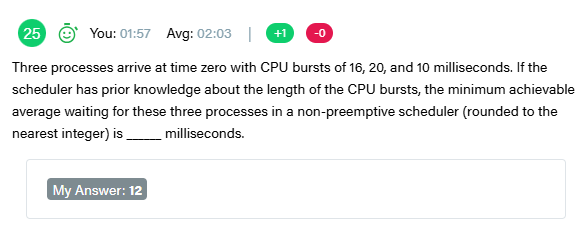 25 You: 01:57 Avg: 02:03 | +1 -0
Three processes arrive at time zero with CPU bursts of 16, 20, and 10 milliseconds. If the
scheduler has prior knowledge about the length of the CPU bursts, the minimum achievable
average waiting for these three processes in a non-preemptive scheduler (rounded to the
nearest integer) is ______ milliseconds.
My Answer: 12